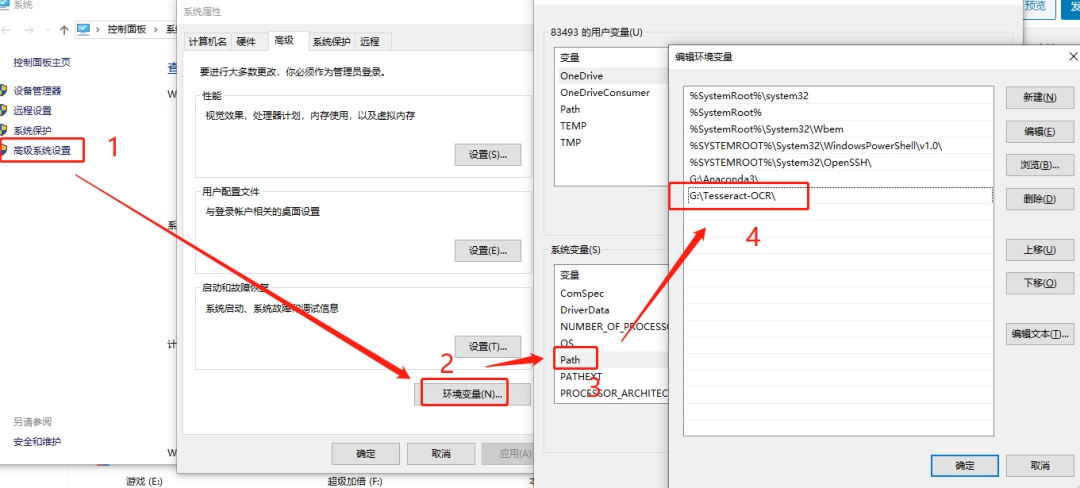 系统
控制面板
系统
控制面板主页
设备管理器
远程设置
系统保护
高级系统设置
1
另请参阅
安全和维护
查
W
系
计
W
系统属性
计算机名
硬件
高级
系统保护
远程
要进行大多数更改，你必须作为管理员登录。
性能
视觉效果，处理器计划，内存使用，以及虚拟内存
设置(S)...
用户配置文件
与登录帐户相关的桌面设置
设置(E)...
启动和故障恢复
系统启动、系统故障和调试信息
设置(T)...
2
环境变量(N)...
确定
取消
应用(A)
83493 的用户变量(U)
变量
OneDrive
OneDriveConsumer
Path
TEMP
TMP
系统变量(S)
变量
ComSpec
DriverData
NUMBER_OF_PROCESSO
OS
Path
PATHEXT
3
PROCESSOR_ARCHITEC
预览
发
编辑环境变量
%SystemRoot%\system32
%SystemRoot%
%SystemRoot%\System32\Wbem
%SYSTEMROOT%\System32\WindowsPowerShell\v1.0\
%SYSTEMROOT%\System32\OpenSSH\
G:\Anaconda3\
G:\Tesseract-OCR\
4
新建(N)
编辑(E)
浏览(B)...
删除(D)
上移(U)
下移(O)
编辑文本(T)...
确定
取消
游戏 (E:)
超级加倍 (F:)